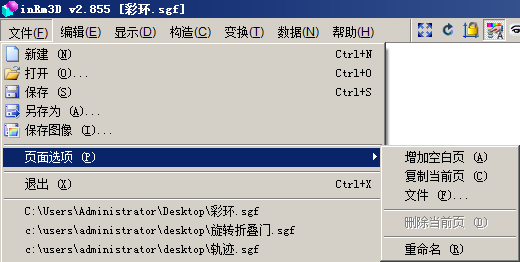 inRm3D v2.855 [彩环.sgf]
文件(F) 编辑(E) 显示(D) 构造(C) 变换(T) 数据(N) 帮助(H)
新建 (N) Ctrl+N
打开 (O)... Ctrl+O
保存 (S) Ctrl+S
另存为 (A)...
保存图像 (I)...
页面选项 (P)
增加空白页 (A)
复制当前页 (C)
文件 (F)...
删除当前页 (D)
重命名 (R)
退出 (X) Ctrl+X
C:\Users\Administrator\Desktop\彩环.sgf
c:\users\administrator\desktop\旋转折叠门.sgf
c:\users\administrator\desktop\轨迹.sgf